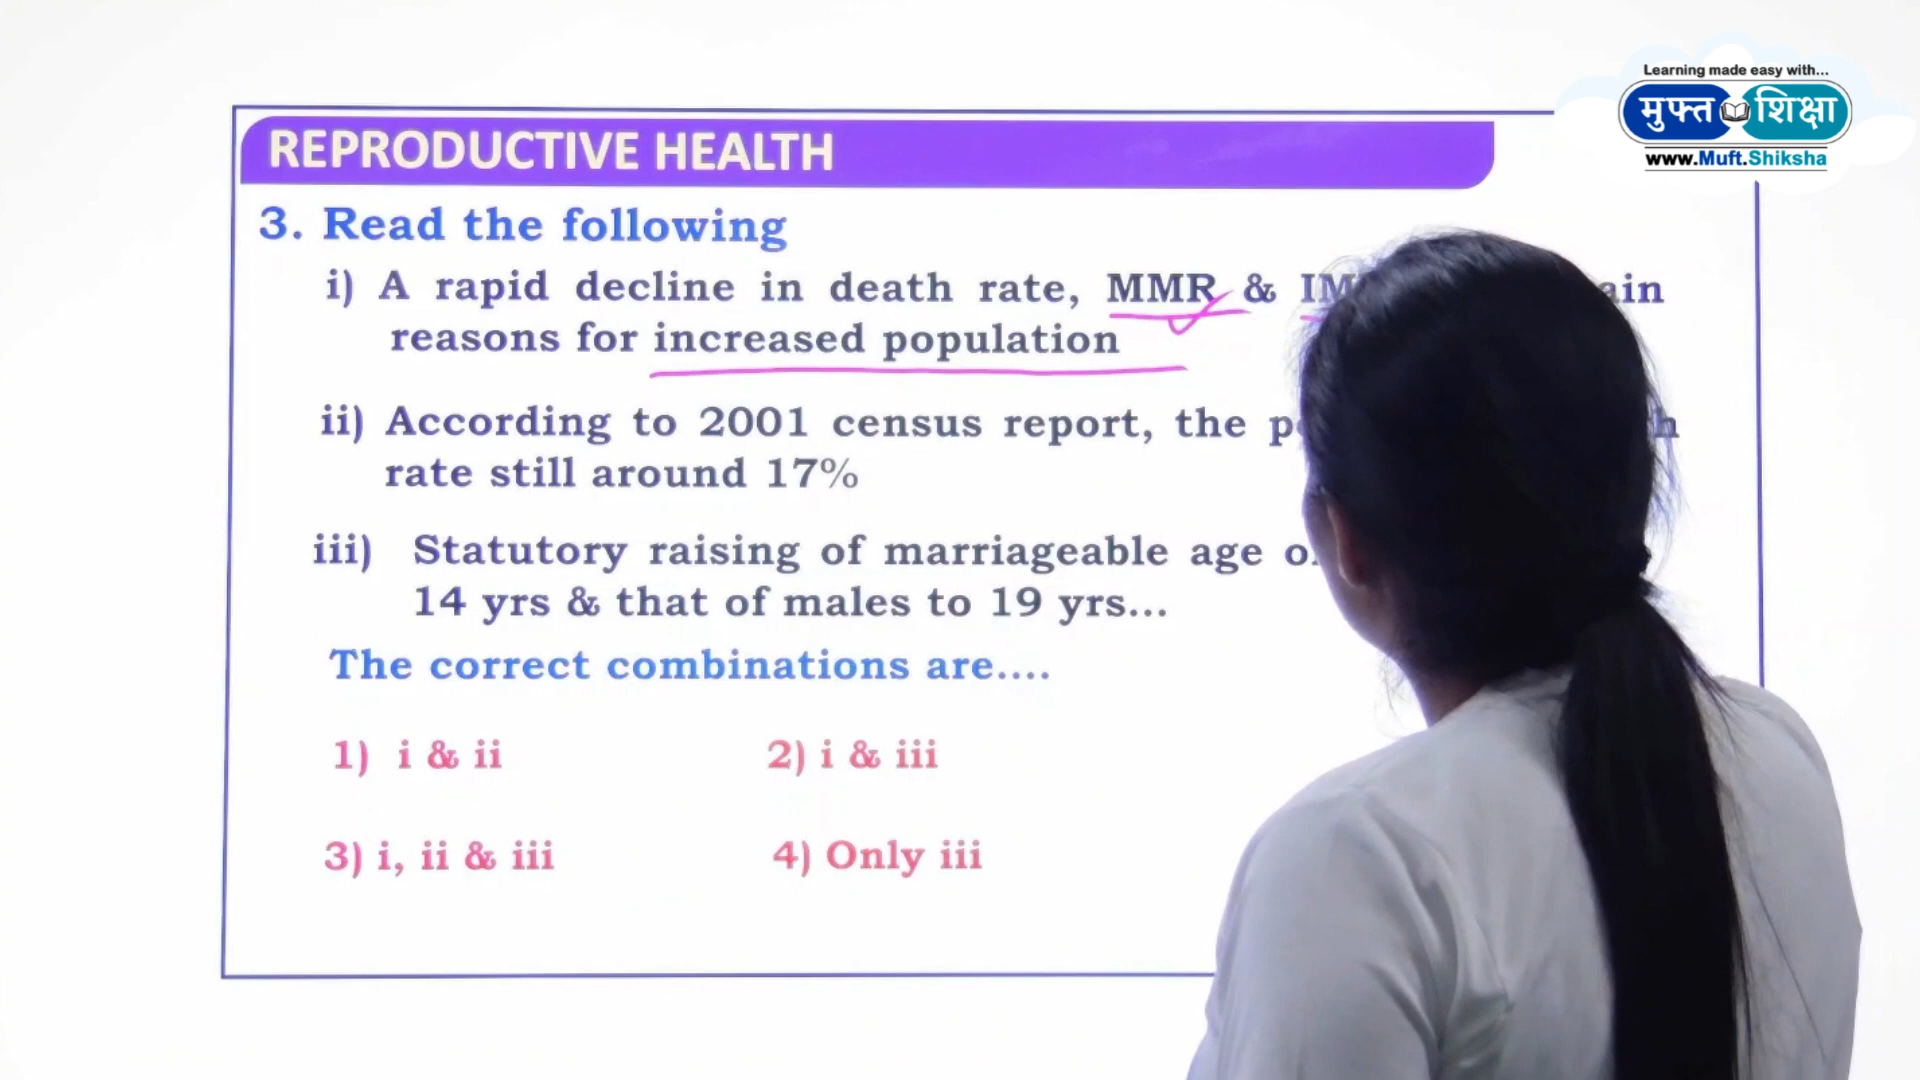 Learning made easy with...
मुफ्त शिक्षा
www.Muft.Shiksha
REPRODUCTIVE HEALTH
3. Read the following
i) A rapid decline in death rate, MMR &
reasons for increased population
ii) According to 2001 census report, the
rate still around 17%
iii) Statutory raising of marriageable age
14 yrs & that of males to 19 yrs...
The correct combinations are....
1) i & ii
2) i & iii
3) i, ii & iii
4) Only iii